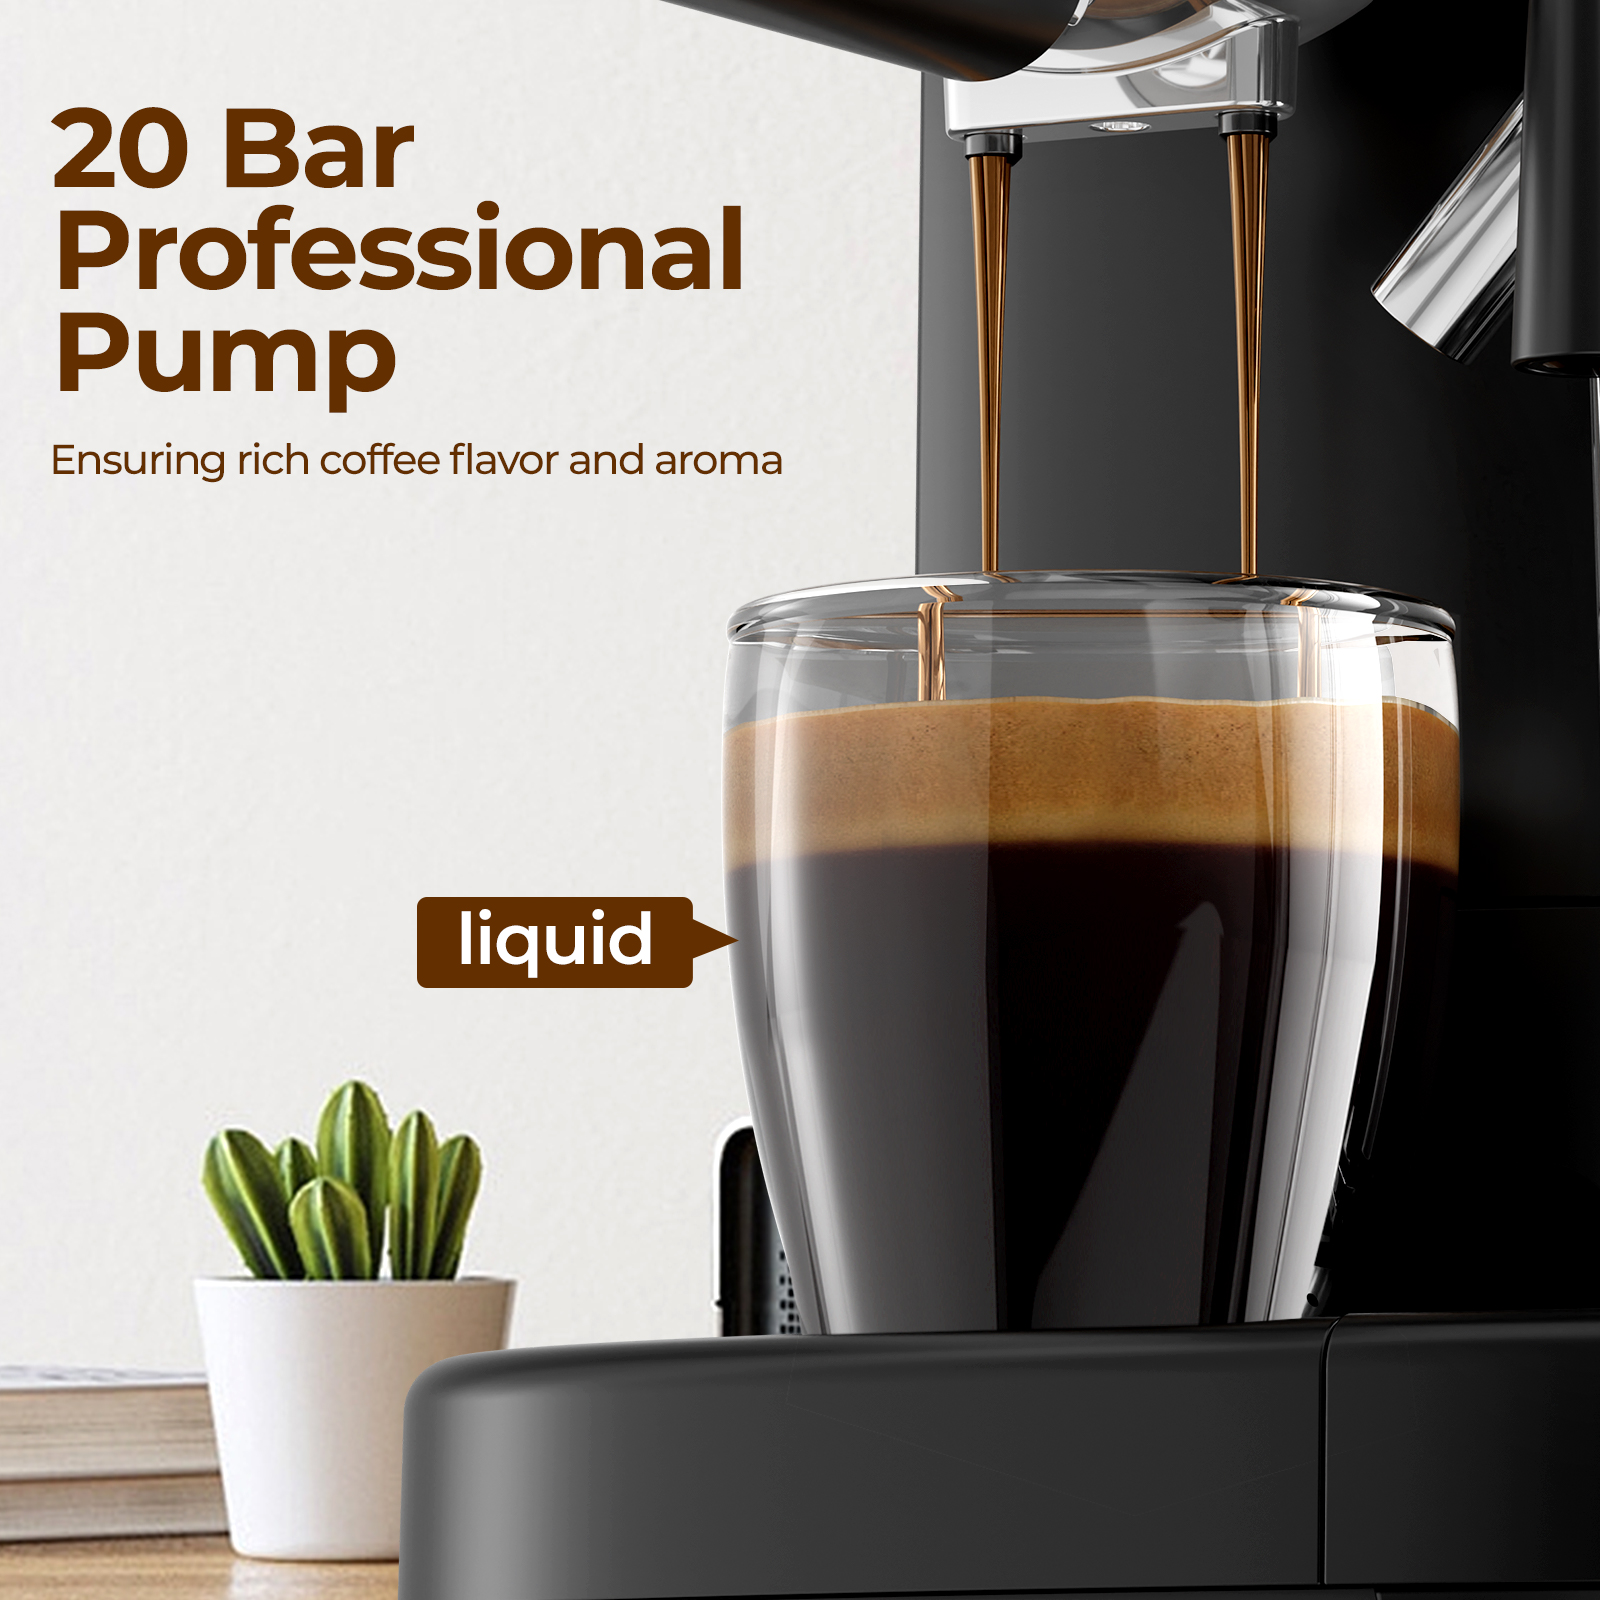 20 Bar
Professional
Pump
Ensuring rich coffee flavor and aroma
liquid